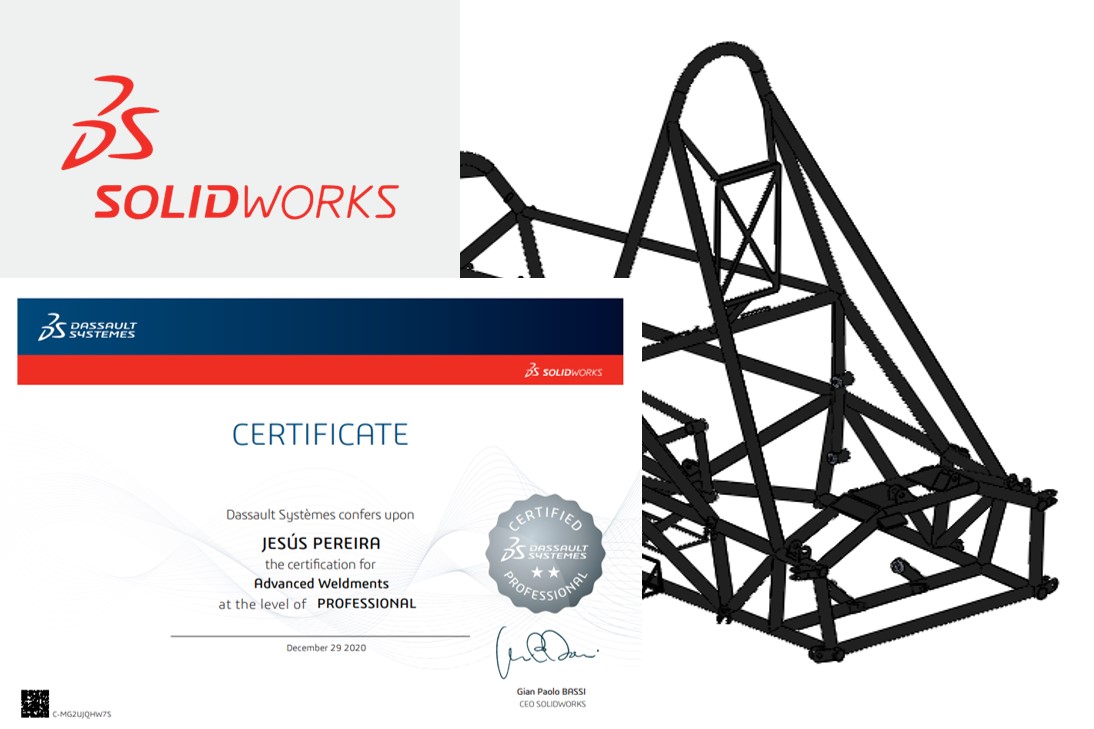 SOLIDWORKS
DASSAULT
SYSTEMES
SOLIDWORKS
CERTIFICATE
Dassault Systèmes confers upon
JESÚS PEREIRA
the certification for
Advanced Weldments
at the level of PROFESSIONAL
December 29 2020
CERTIFIED
DASSAULT
SYSTEMES
PROFESSIONAL
Gian Paolo BASSI
CEO SOLIDWORKS
C-MG2UJQHW7S